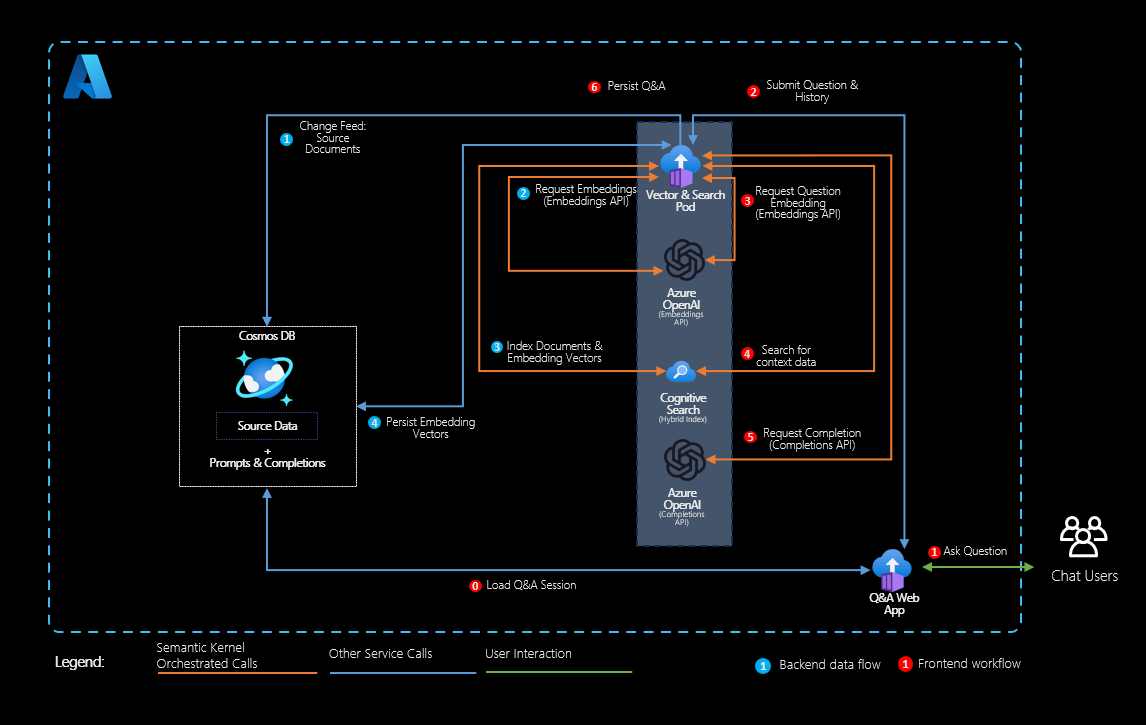 6 Persist Q&A
2 Submit Question &
History
1 Change Feed:
Source
Documents
2 Request Embeddings
(Embeddings API)
Vector & Search
Pod
3 Request Question
Embedding
(Embeddings API)
Azure
OpenAI
(Embeddings
API)
Cosmos DB
3 Index Documents &
Embedding Vectors
4 Search for
context data
Cognitive
Search
(Hybrid Index)
Source Data
+
Prompts & Completions
4 Persist Embedding
Vectors
5 Request Completion
(Completions API)
Azure
OpenAI
(Completions
API)
1 Ask Question
Chat Users
0 Load Q&A Session
Q&A Web
App
Legend:
Semantic Kernel
Orchestrated Calls
Other Service Calls
User Interaction
1 Backend data flow
1 Frontend workflow